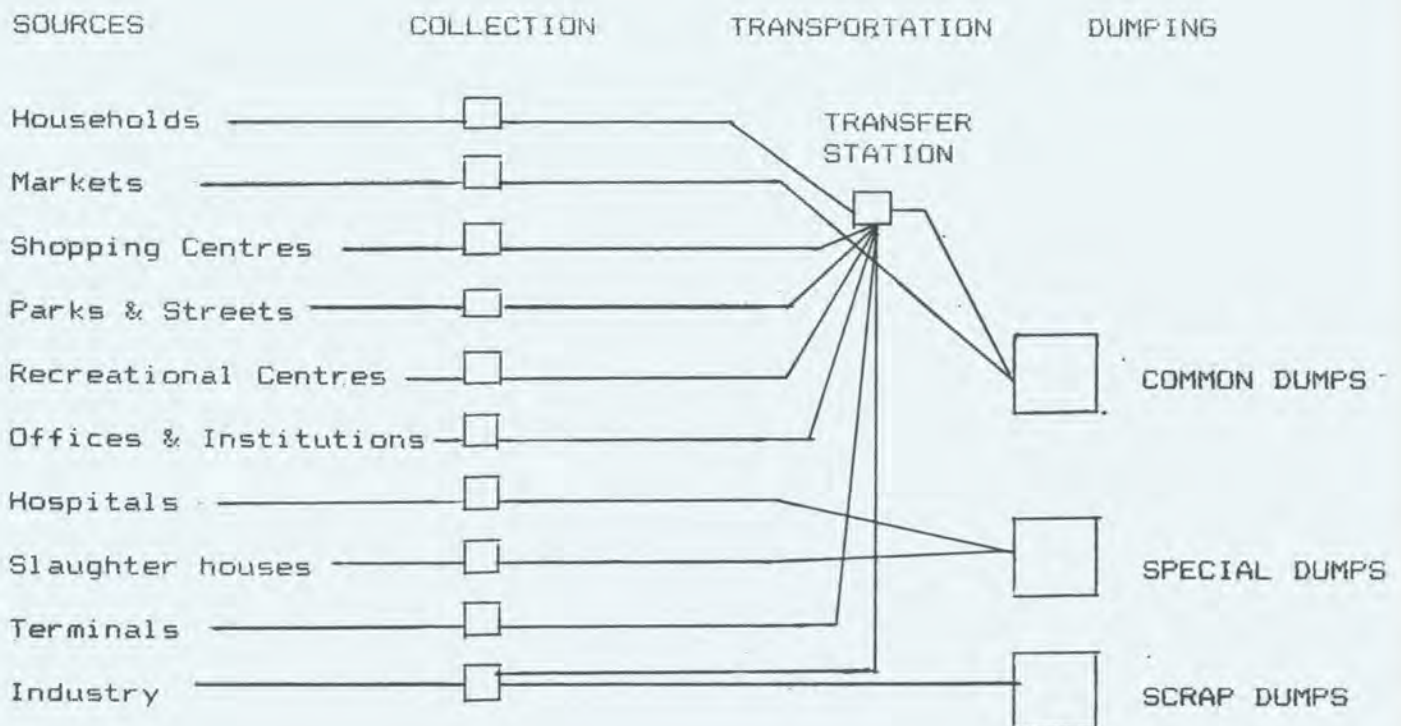 SOURCES COLLECTION TRANSPORTATION DUMPING
Households
TRANSFER
STATION
Markets
Shopping Centres
Parks & Streets
Recreational Centres
COMMON DUMPS
Offices & Institutions
Hospitals
Slaughter houses
SPECIAL DUMPS
Terminals
Industry
SCRAP DUMPS